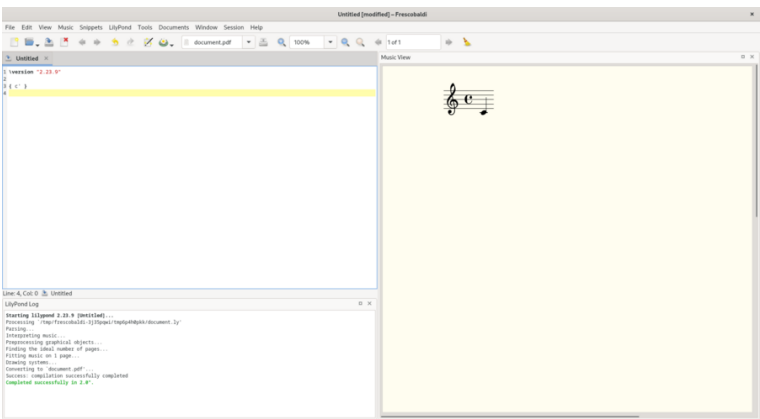 Untitled [modified] - Frescobaldi
File Edit View Music Snippets LilyPond Tools Documents Window Session Help
document.pdf 100% 1 of 1
Untitled
Music View
1 \version "2.23.9"
2
3 { c' }
4
Line: 4, Col: 0 Untitled
LilyPond Log
Starting lilypond 2.23.9 [Untitled]...
Parsing...
Interpreting music...
Preprocessing graphical objects...
Finding the ideal number of pages...
Fitting music on 1 page...
Drawing systems...
Converting to `document.pdf'...
Success: compilation successfully completed
Completed successfully in 2.0".